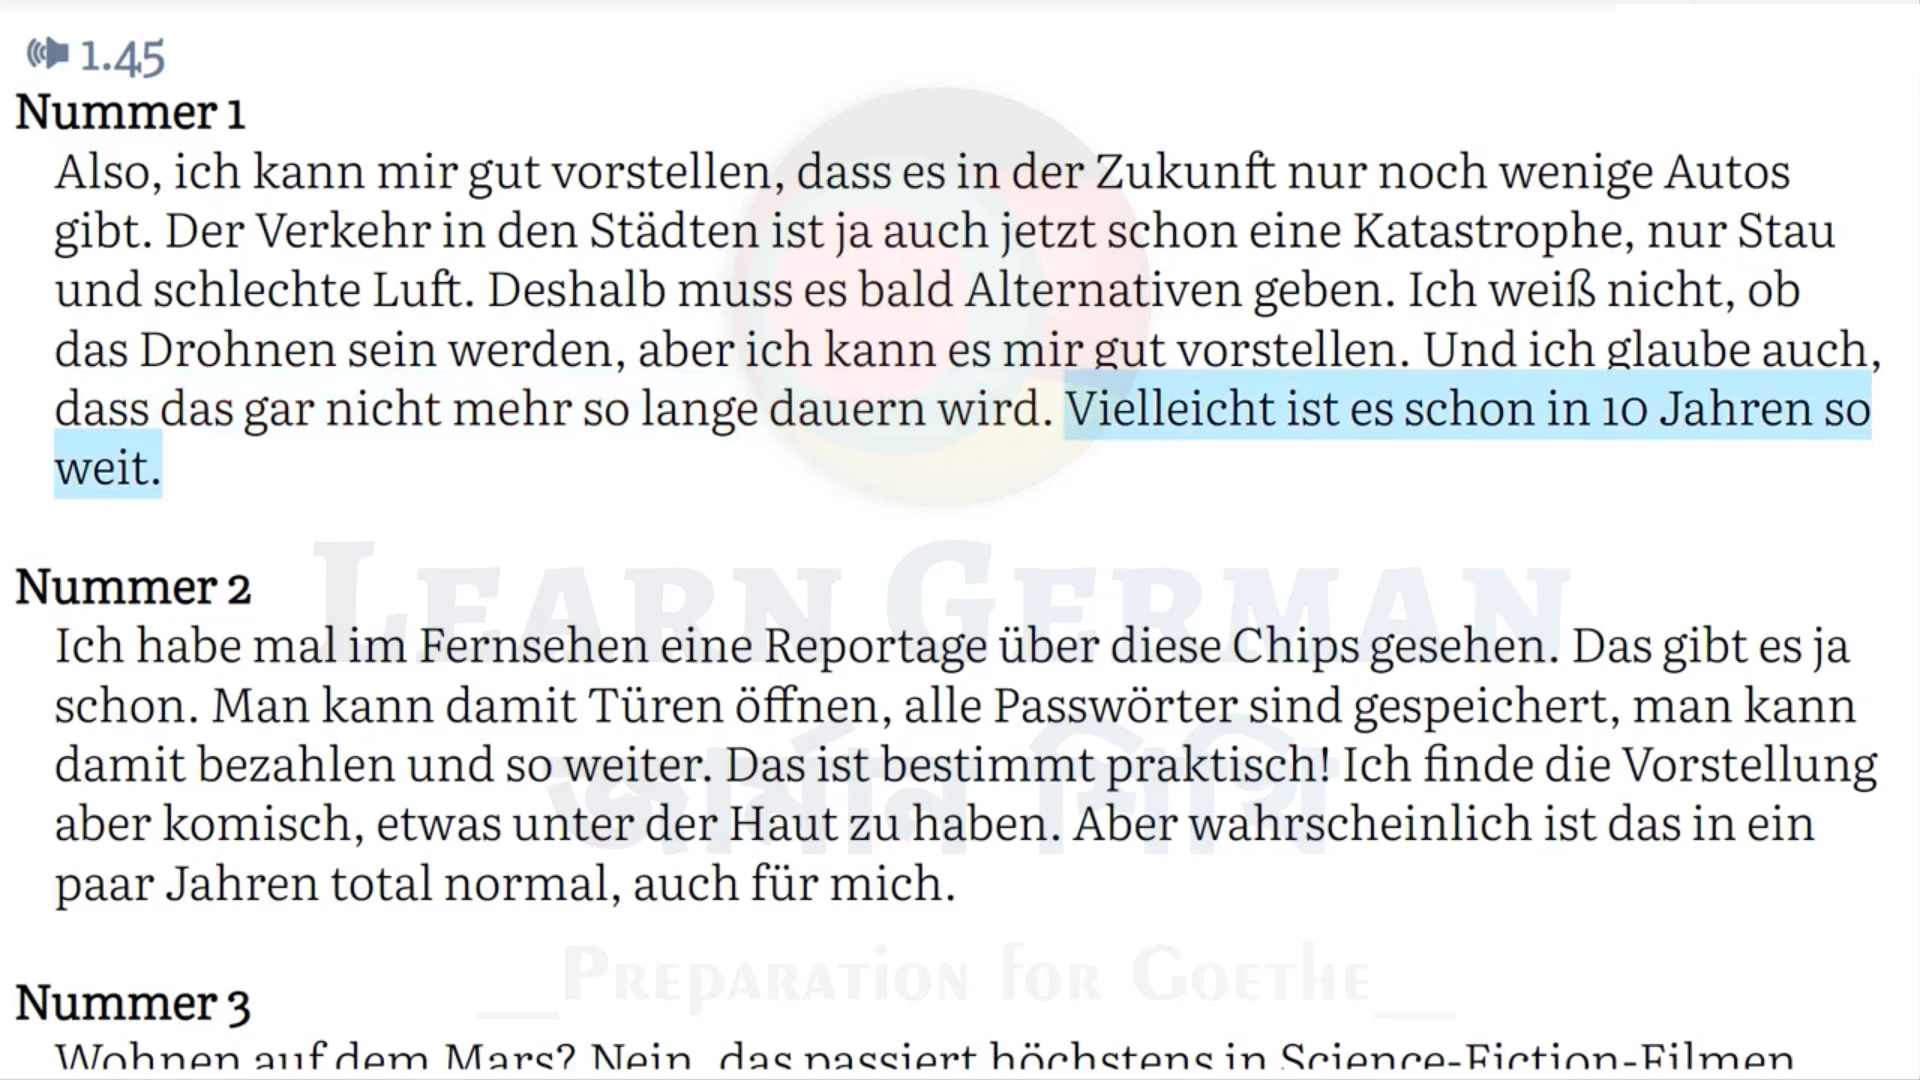 1.45
Nummer 1
Also, ich kann mir gut vorstellen, dass es in der Zukunft nur noch wenige Autos
gibt. Der Verkehr in den Städten ist ja auch jetzt schon eine Katastrophe, nur Stau
und schlechte Luft. Deshalb muss es bald Alternativen geben. Ich weiß nicht, ob
das Drohnen sein werden, aber ich kann es mir gut vorstellen. Und ich glaube auch,
dass das gar nicht mehr so lange dauern wird. Vielleicht ist es schon in 10 Jahren so
weit.
LEARN GERMAN
Nummer 2
Ich habe mal im Fernsehen eine Reportage über diese Chips gesehen. Das gibt es ja
schon. Man kann damit Türen öffnen, alle Passwörter sind gespeichert, man kann
damit bezahlen und so weiter. Das ist bestimmt praktisch! Ich finde die Vorstellung
aber komisch, etwas unter der Haut zu haben. Aber wahrscheinlich ist das in ein
paar Jahren total normal, auch für mich.
জার্মান শিখি
_Preparation for Goethe_
Nummer 3
Wohnen auf dem Mars? Nein, das passiert höchstens in Science-Fiction-Filmen